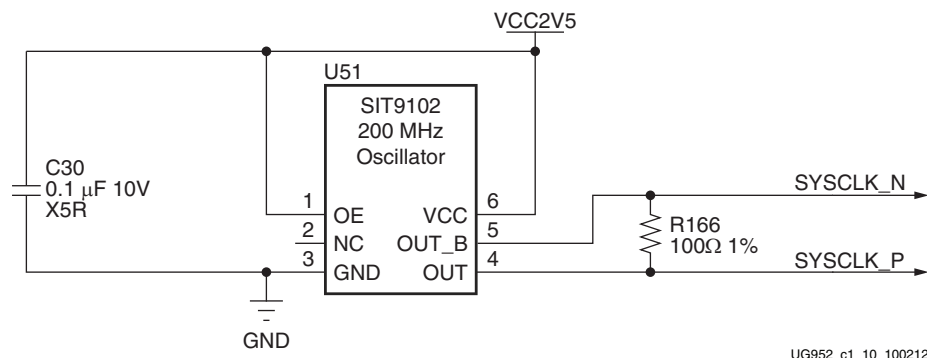 VCC2V5
U51
SIT9102
200 MHz
Oscillator
C30
0.1 μF 10V
X5R
1
OE
2
NC
3
GND
VCC
6
OUT_B
5
OUT
4
SYSCLK_N
R166
100Ω 1%
SYSCLK_P
GND
UG952_c1_10_100212